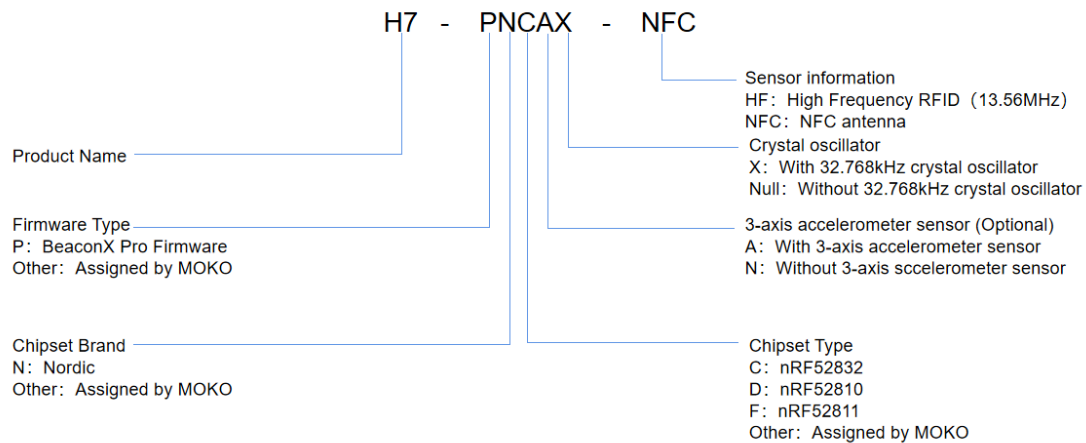 H7 - PNCAX - NFC
Sensor information
HF：High Frequency RFID（13.56MHz）
NFC：NFC antenna
Crystal oscillator
X：With 32.768kHz crystal oscillator
Null：Without 32.768kHz crystal oscillator
Product Name
Firmware Type
P：BeaconX Pro Firmware
Other：Assigned by MOKO
3-axis accelerometer sensor (Optional)
A：With 3-axis accelerometer sensor
N：Without 3-axis sccelerometer sensor
Chipset Brand
N：Nordic
Other：Assigned by MOKO
Chipset Type
C：nRF52832
D：nRF52810
F：nRF52811
Other：Assigned by MOKO